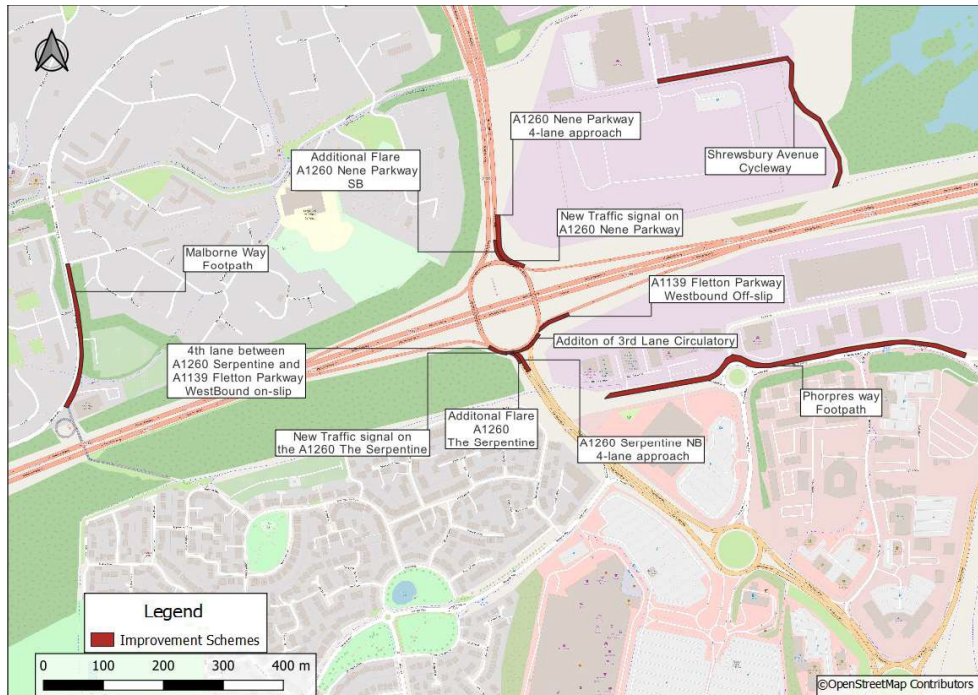 A1260 Nene Parkway
4-lane approach
Additional Flare
A1260 Nene Parkway
SB
Shrewsbury Avenue
Cycleway
New Traffic signal on
A1260 Nene Parkway
Malborne Way
Footpath
A1139 Fletton Parkway
Westbound Off-slip
Additon of 3rd Lane Circulatory
4th lane between
A1260 Serpentine and
A1139 Fletton Parkway
WestBound on-slip
Phorpres way
Footpath
Additonal Flare
A1260
The Serpentine
New Traffic signal on
the A1260 The Serpentine
A1260 Serpentine NB
4-lane approach
Legend
Improvement Schemes
0 100 200 300 400 m
©OpenStreetMap Contributors